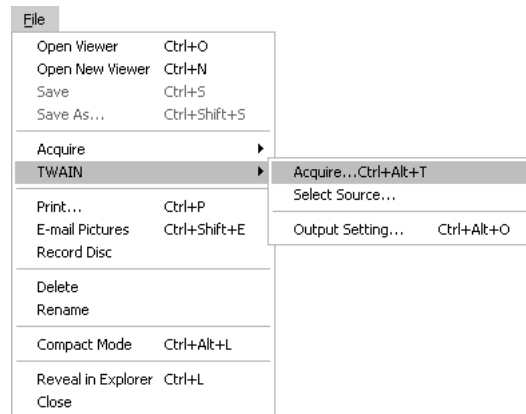 File
Open Viewer Ctrl+O
Open New Viewer Ctrl+N
Save Ctrl+S
Save As... Ctrl+Shift+S
Acquire
TWAIN
Acquire...Ctrl+Alt+T
Select Source...
Output Setting... Ctrl+Alt+O
Print... Ctrl+P
E-mail Pictures Ctrl+Shift+E
Record Disc
Delete
Rename
Compact Mode Ctrl+Alt+L
Reveal in Explorer Ctrl+L
Close